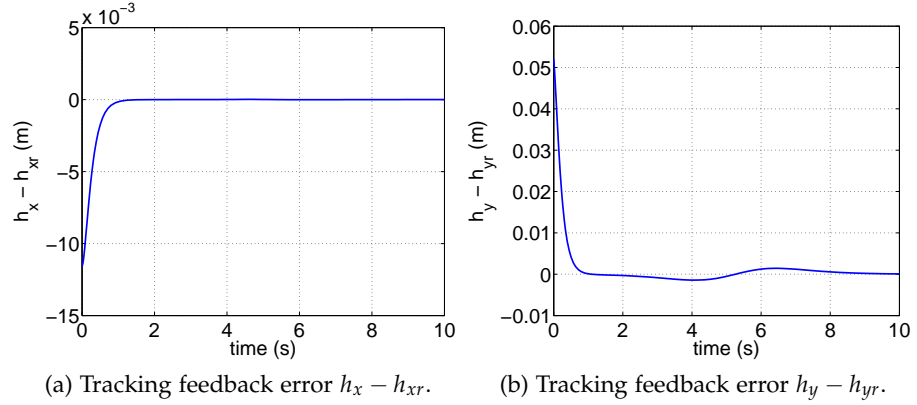 5 x 10⁻³
0
−5
−10
−15
0 2 4 6 8 10
time (s)
h_x − h_xr (m)
0.06
0.05
0.04
0.03
0.02
0.01
0
−0.01
0 2 4 6 8 10
time (s)
h_y − h_yr (m)
(a) Tracking feedback error h_x − h_xr.
(b) Tracking feedback error h_y − h_yr.